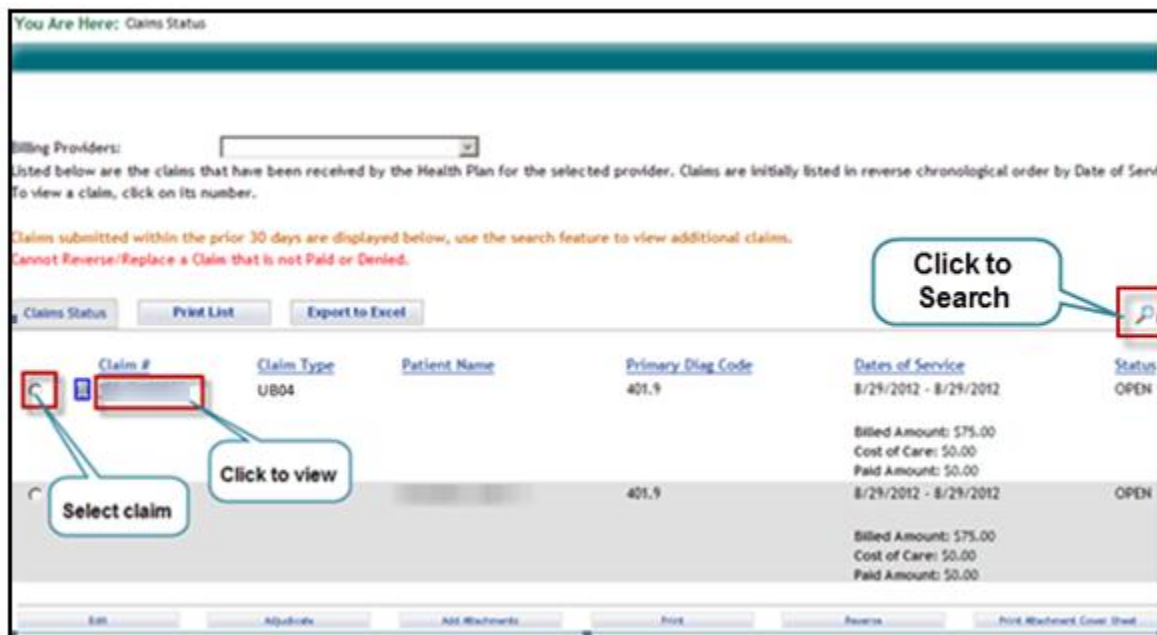 You Are Here: Claims Status
Billing Providers:
Listed below are the claims that have been received by the Health Plan for the selected provider. Claims are initially listed in reverse chronological order by Date of Servi
To view a claim, click on its number.
Claims submitted within the prior 30 days are displayed below, use the search feature to view additional claims.
Cannot Reverse/Replace a Claim that is not Paid or Denied.
Click to
Search
Claims Status Print List Export to Excel
Claim # Claim Type Patient Name Primary Diag Code Dates of Service Status
UB04 401.9 8/29/2012 - 8/29/2012 OPEN
Billed Amount: $75.00
Cost of Care: $0.00
Paid Amount: $0.00
Click to view
Select claim
401.9 8/29/2012 - 8/29/2012 OPEN
Billed Amount: $75.00
Cost of Care: $0.00
Paid Amount: $0.00
Edit Adjudicate Add Attachments Print Reverse Print Attachment Cover Sheet